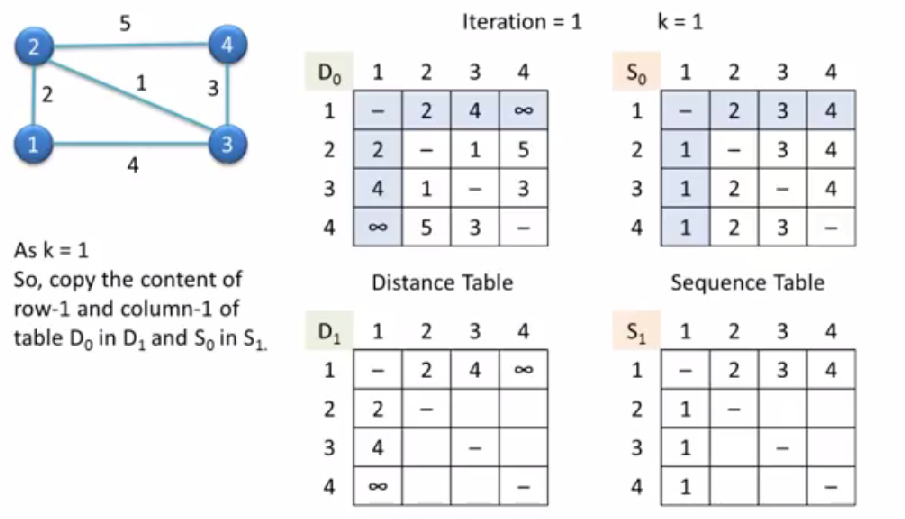 Iteration = 1 k = 1
5
2 4
2 1 3
1 3
4
D₀ 1 2 3 4
1 – 2 4 ∞
2 2 – 1 5
3 4 1 – 3
4 ∞ 5 3 –
S₀ 1 2 3 4
1 – 2 3 4
2 1 – 3 4
3 1 2 – 4
4 1 2 3 –
As k = 1
So, copy the content of
row-1 and column-1 of
table D₀ in D₁ and S₀ in S₁.
Distance Table
Sequence Table
D₁ 1 2 3 4
1 – 2 4 ∞
2 2 –
3 4 –
4 ∞ –
S₁ 1 2 3 4
1 – 2 3 4
2 1 –
3 1 –
4 1 –